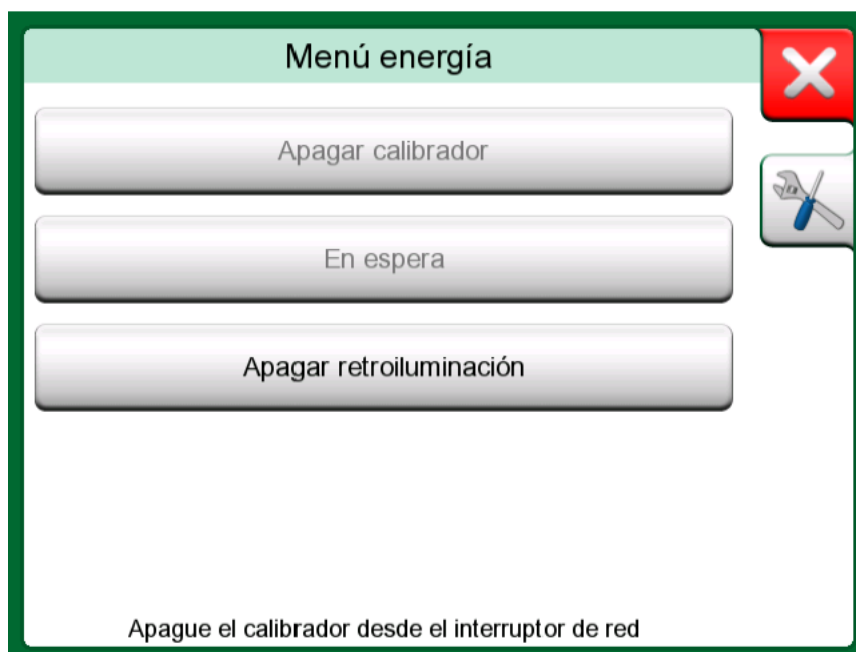 Menú energía
Apagar calibrador
En espera
Apagar retroiluminación
Apague el calibrador desde el interruptor de red